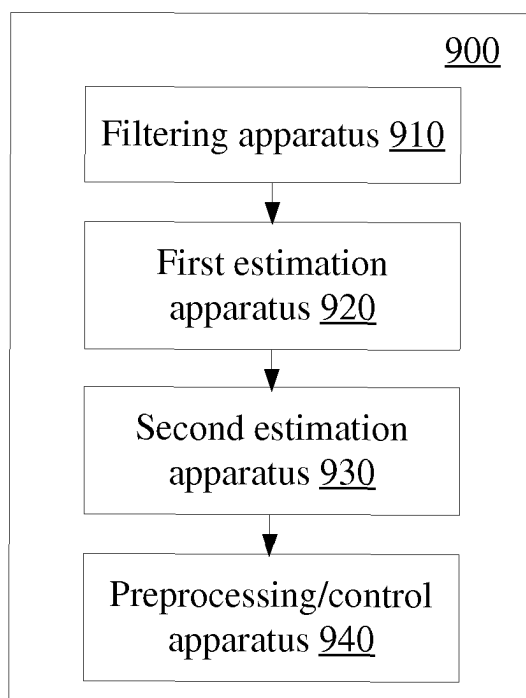 900
Filtering apparatus 910
First estimation
apparatus 920
Second estimation
apparatus 930
Preprocessing/control
apparatus 940